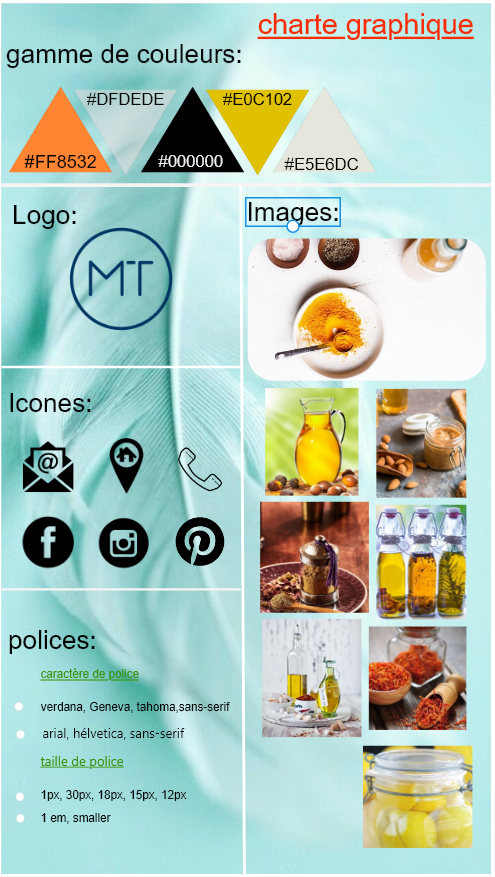 charte graphique
gamme de couleurs:
#DFDEDE
#E0C102
#FF8532
#000000
#E5E6DC
Logo:
MT
Images:
Icones:
@
f
polices:
caractère de police
verdana, Geneva, tahoma,sans-serif
arial, hélvetica, sans-serif
taille de police
1px, 30px, 18px, 15px, 12px
1 em, smaller